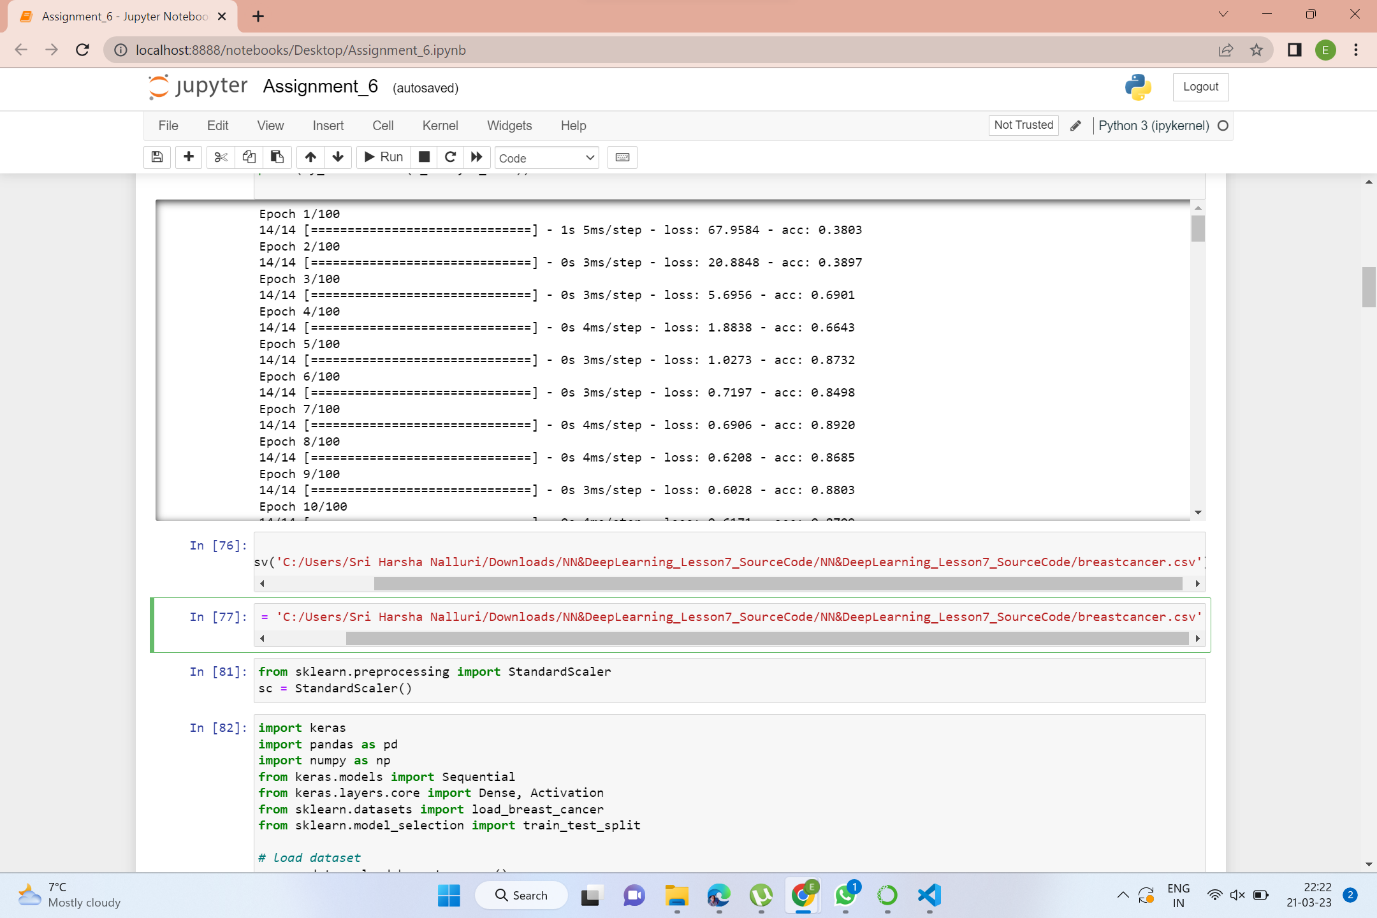 Assignment_6 - Jupyter Noteboo
localhost:8888/notebooks/Desktop/Assignment_6.ipynb
E
jupyter Assignment_6 (autosaved)
Logout
File Edit View Insert Cell Kernel Widgets Help
Not Trusted
Python 3 (ipykernel)
Run
Code
Epoch 1/100
14/14 [==============================] - 1s 5ms/step - loss: 67.9584 - acc: 0.3803
Epoch 2/100
14/14 [==============================] - 0s 3ms/step - loss: 20.8848 - acc: 0.3897
Epoch 3/100
14/14 [==============================] - 0s 3ms/step - loss: 5.6956 - acc: 0.6901
Epoch 4/100
14/14 [==============================] - 0s 4ms/step - loss: 1.8838 - acc: 0.6643
Epoch 5/100
14/14 [==============================] - 0s 3ms/step - loss: 1.0273 - acc: 0.8732
Epoch 6/100
14/14 [==============================] - 0s 3ms/step - loss: 0.7197 - acc: 0.8498
Epoch 7/100
14/14 [==============================] - 0s 4ms/step - loss: 0.6906 - acc: 0.8920
Epoch 8/100
14/14 [==============================] - 0s 4ms/step - loss: 0.6208 - acc: 0.8685
Epoch 9/100
14/14 [==============================] - 0s 3ms/step - loss: 0.6028 - acc: 0.8803
Epoch 10/100
In [76]:
sv('C:/Users/Sri Harsha Nalluri/Downloads/NN&DeepLearning_Lesson7_SourceCode/NN&DeepLearning_Lesson7_SourceCode/breastcancer.csv')
In [77]: = 'C:/Users/Sri Harsha Nalluri/Downloads/NN&DeepLearning_Lesson7_SourceCode/NN&DeepLearning_Lesson7_SourceCode/breastcancer.csv'
In [81]: from sklearn.preprocessing import StandardScaler
sc = StandardScaler()
In [82]: import keras
import pandas as pd
import numpy as np
from keras.models import Sequential
from keras.layers.core import Dense, Activation
from sklearn.datasets import load_breast_cancer
from sklearn.model_selection import train_test_split
# load dataset
7°C
Mostly cloudy
Search
E
1
ENG
IN
22:22
21-03-23
2